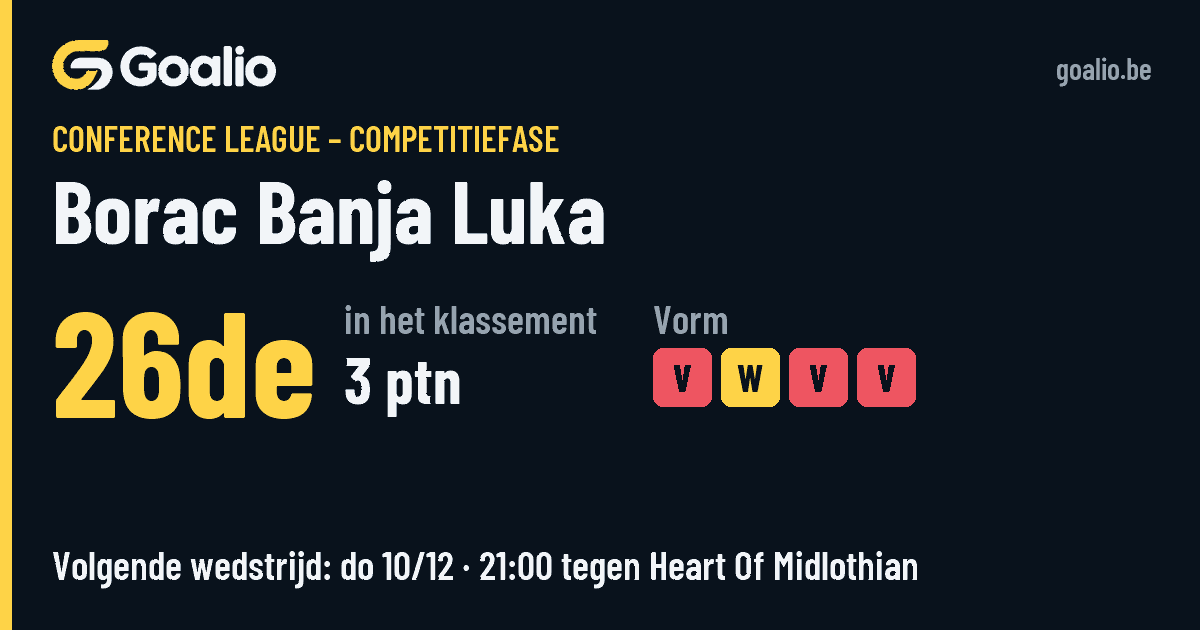 Goalio
goalio.be
CONFERENCE LEAGUE – COMPETITIEFASE
Borac Banja Luka
26de
in het klassement
3 ptn
Vorm
V W V V
Volgende wedstrijd: do 10/12 · 21:00 tegen Heart Of Midlothian